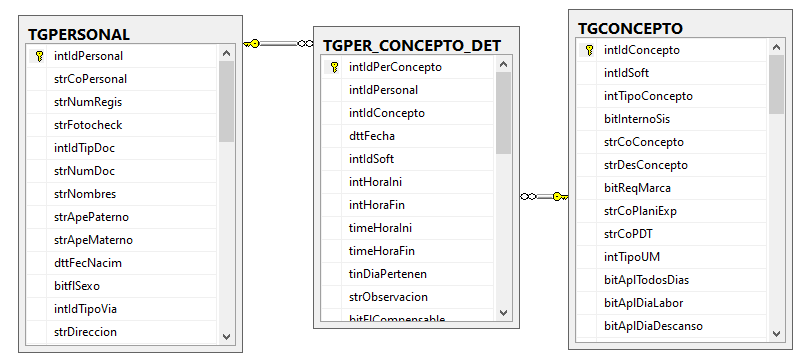 TGPERSONAL
intIdPersonal
strCoPersonal
strNumRegis
strFotocheck
intIdTipDoc
strNumDoc
strNombres
strApePaterno
strApeMaterno
dttFecNacim
bitflSexo
intIdTipoVia
strDireccion
TGPER_CONCEPTO_DET
intIdPerConcepto
intIdPersonal
intIdConcepto
dttFecha
intIdSoft
intHoraIni
intHoraFin
timeHoraIni
timeHoraFin
tinDiaPertenen
strObservacion
bitFlCompensable
TGCONCEPTO
intIdConcepto
intIdSoft
intTipoConcepto
bitInternoSis
strCoConcepto
strDesConcepto
bitReqMarca
strCoPlaniExp
strCoPDT
intTipoUM
bitAplTodosDias
bitAplDiaLabor
bitAplDiaDescanso